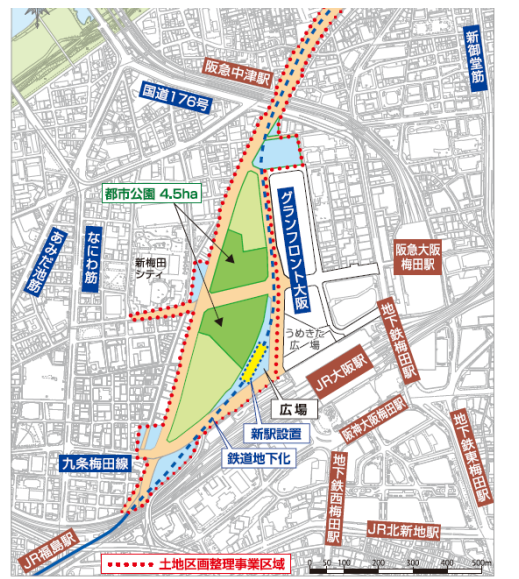 新御堂筋
阪急中津駅
国道176号
都市公園 4.5ha
グランフロント大阪
あみだ池筋
なにわ筋
新梅田
シティ
阪急大阪
梅田駅
うめきた
広場
地下鉄梅田駅
JR大阪駅
広場
阪神大阪梅田駅
新駅設置
鉄道地下化
九条梅田線
地下鉄西梅田駅
地下鉄東梅田駅
JR北新地駅
JR福島駅
土地区画整理事業区域
0 50 100 200 300 400 500m